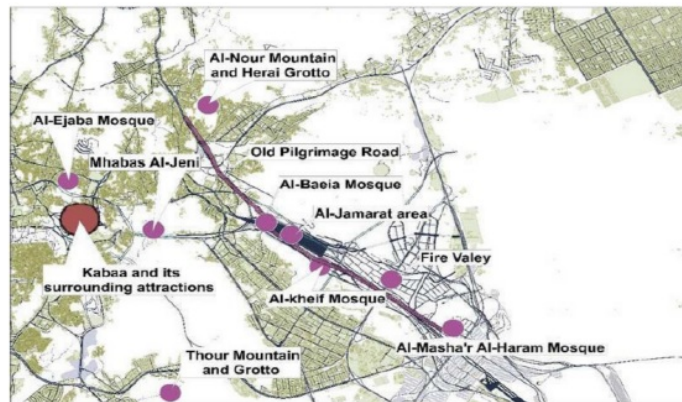 Al-Nour Mountain
and Herai Grotto
Al-Ejaba Mosque
Mhabas Al-Jeni
Old Pilgrimage Road
Al-Baeia Mosque
Al-Jamarat area
Fire Valey
Kabaa and its
surrounding attractions
Al-kheif Mosque
Al-Masha'r Al-Haram Mosque
Thour Mountain
and Grotto